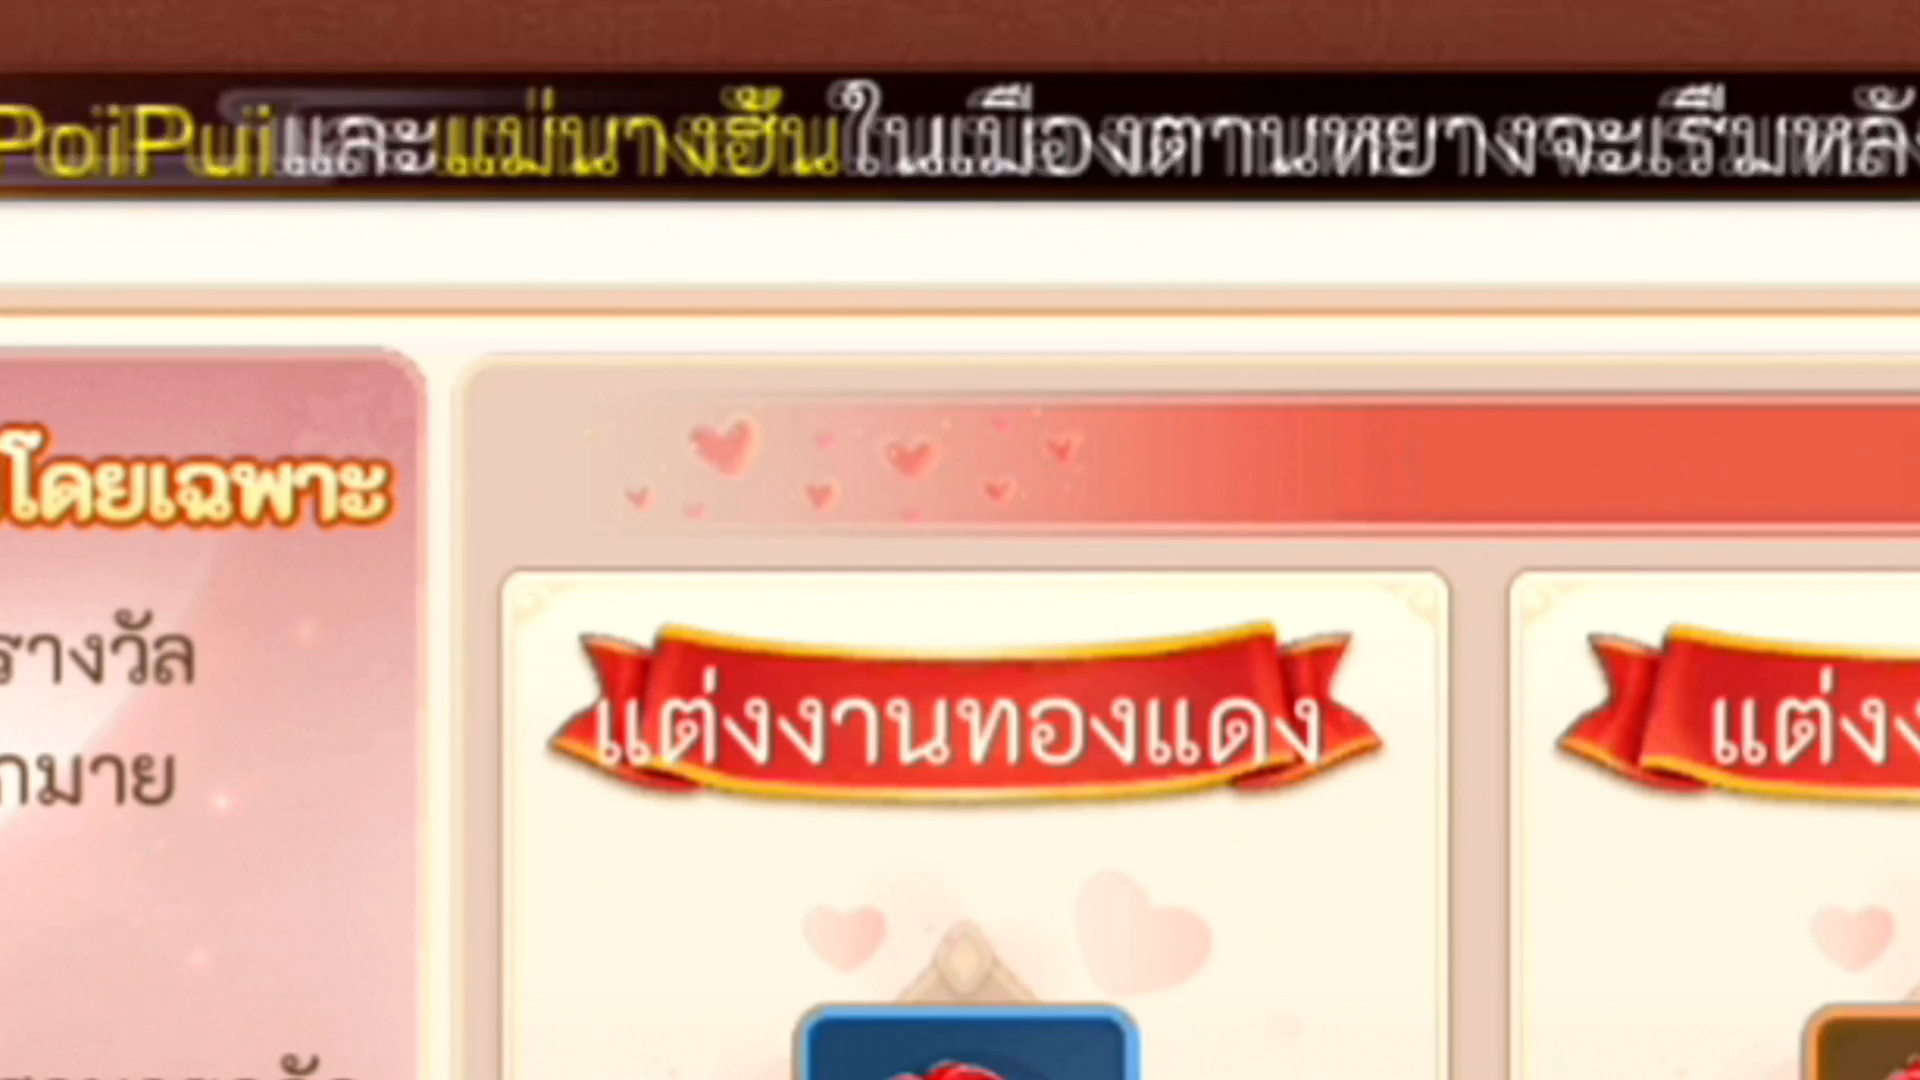 PoiPuiและแม่นางฮัมในเมืองตานหยางจะเริ่มหลัง
โดยเฉพาะ
รางวัล
กมาย
แต่งงานทองแดง
แต่งง